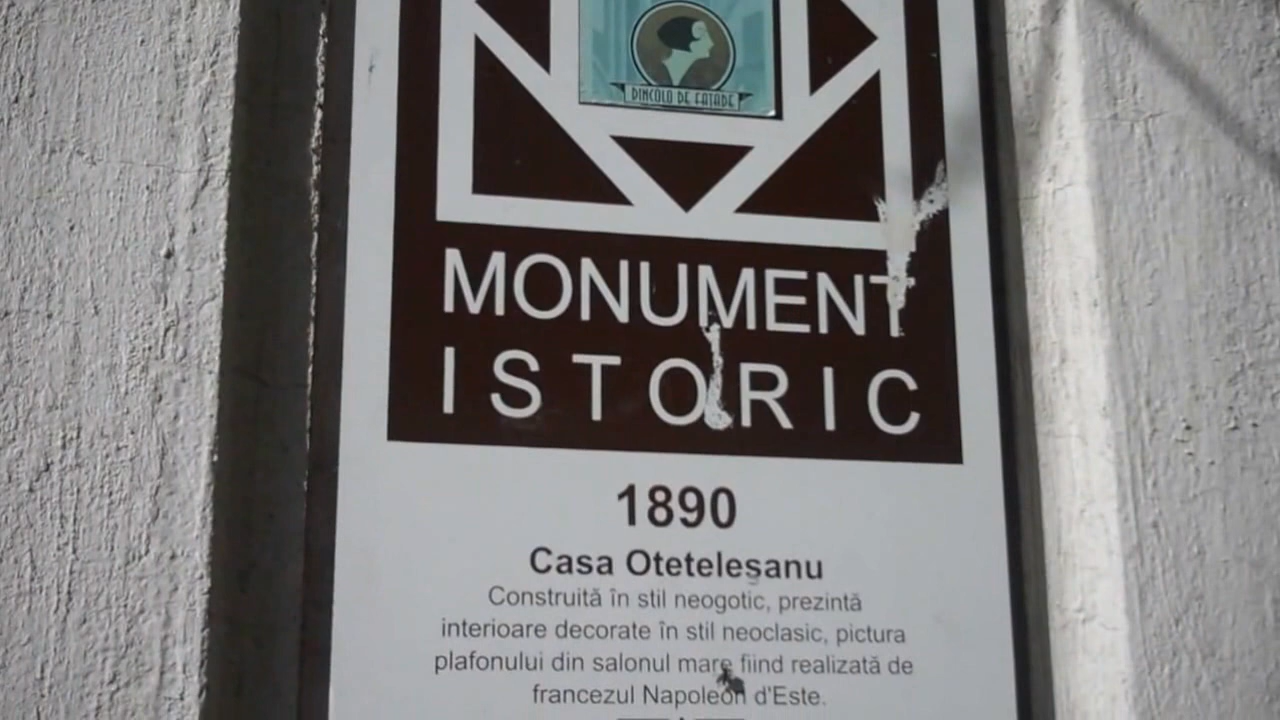 DINCOLO DE FAȚADE
MONUMENT
ISTORIC
1890
Casa Otetelesanu
Construită în stil neogotic, prezintă
interioare decorate în stil neoclasic, pictura
plafonului din salonul mare fiind realizată de
francezul Napoleon d'Este.